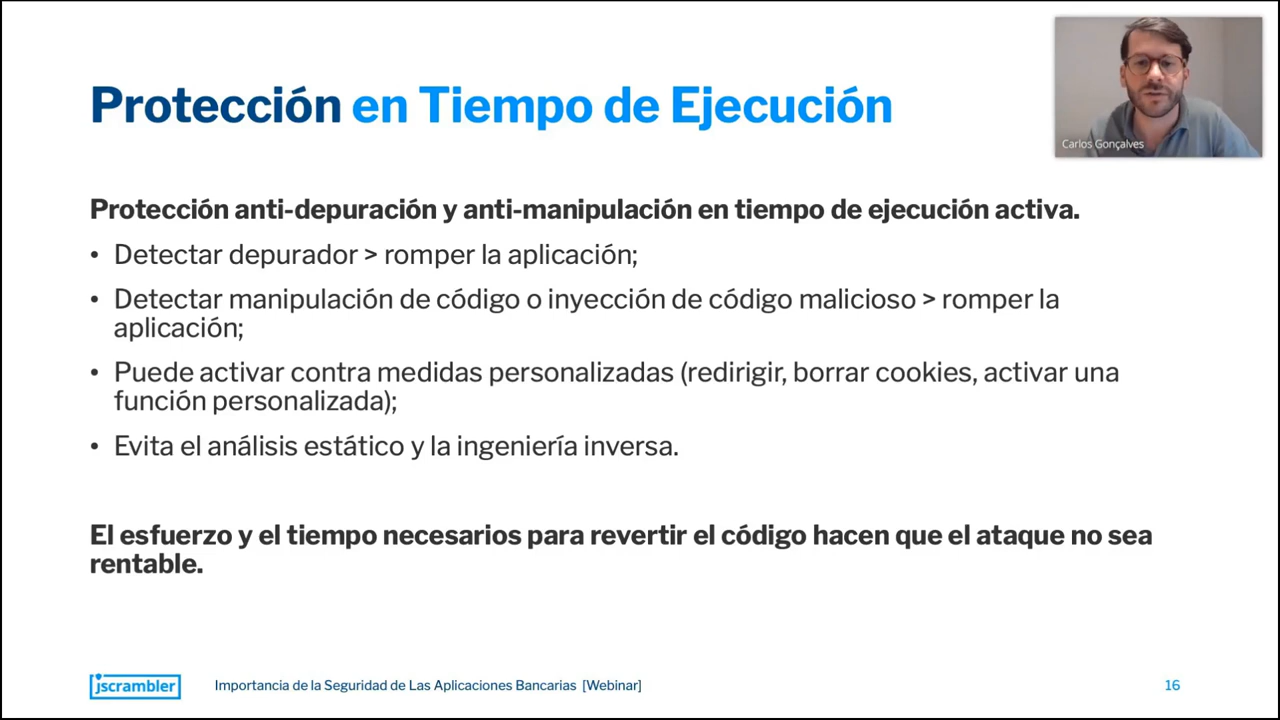 Protección en Tiempo de Ejecución
Carlos Gonçalves
Protección anti-depuración y anti-manipulación en tiempo de ejecución activa.
• Detectar depurador > romper la aplicación;
• Detectar manipulación de código o inyección de código malicioso > romper la
aplicación;
• Puede activar contra medidas personalizadas (redirigir, borrar cookies, activar una
función personalizada);
• Evita el análisis estático y la ingeniería inversa.
El esfuerzo y el tiempo necesarios para revertir el código hacen que el ataque no sea
rentable.
jscrambler
Importancia de la Seguridad de Las Aplicaciones Bancarias [Webinar]
16